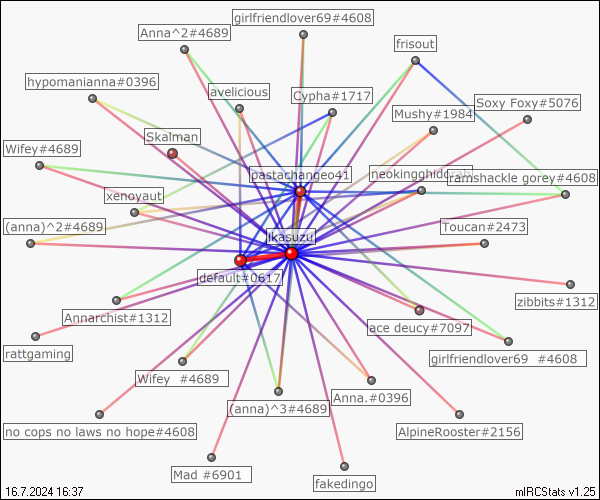 girlfriendlover69#4608
Anna^2#4689
frisout
hypomanianna#0396
avelicious
Cypha#1717
Soxy Foxy#5076
Mushy#1984
Skalman
Wifey#4689
pastachangeo41
ramshackle gorey#4608
xenoyaut
(anna)^2#4689
Toucan#2473
jkasuzu
default#0617
zibbits#1312
Annarchist#1312
ace deucy#7097
rattgaming
girlfriendlover69 #4608
Wifey #4689
Anna.#0396
(anna)^3#4689
no cops no laws no hope#4608
AlpineRooster#2156
Mad #6901
fakedingo
16.7.2024 16:37
mIRCStats v1.25